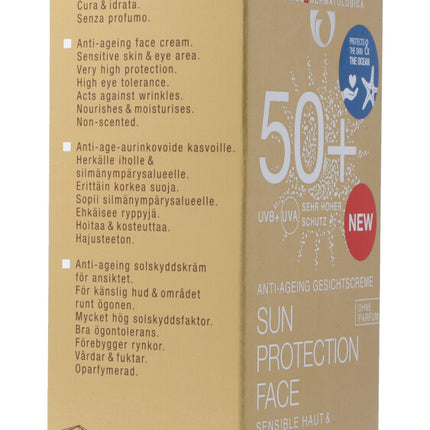 Cura & idrata.
Senza profumo.
Anti-ageing face cream.
Sensitive skin & eye area.
Very high protection.
High eye tolerance.
Acts against wrinkles.
Nourishes & moisturises.
Non-scented.
Anti-age-aurinkovoide kasvoille.
Herkälle iholle &
silmänympärysalueelle.
Erittäin korkea suoja.
Sopii silmänympärysalueelle.
Ehkäisee ryppyjä.
Hoitaa & kosteuttaa.
Hajusteeton.
Anti-ageing solskyddskräm
för ansiktet.
För känslig hud & området
runt ögonen.
Mycket hög solskyddsfaktor.
Bra ögontolerans.
Förebygger rynkor.
Vårdar & fuktar.
Oparfymerad.
DERMATOLOGICA
PROTECTS
THE SKIN &
THE OCEAN
50+
UVB+ UVA
SEHR HOHER
SCHUTZ
NEW
ANTI-AGEING GESICHTSCREME
SUN
PROTECTION
FACE
OHNE
PARFUM
SENSIBLE HAUT &